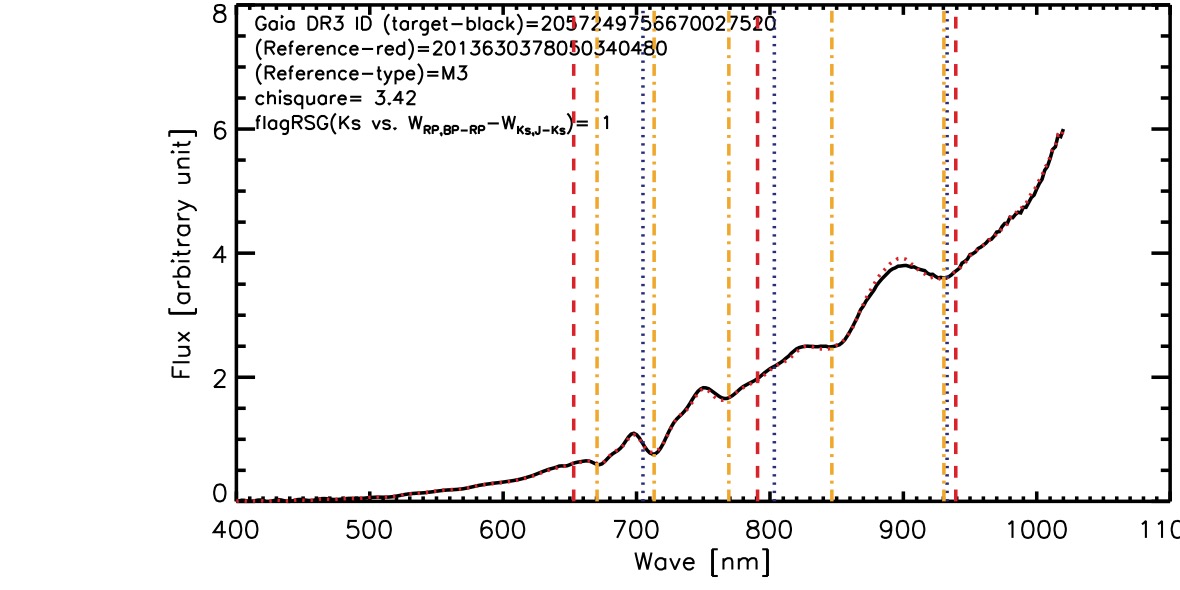 Gaia DR3 ID (target-black)=2057249756670027520
(Reference-red)=2013630378050340480
(Reference-type)=M3
chisquare= 3.42
flagRSG(Ks vs. WRP,BP-RP-WKs,J-Ks)= 1
8
6
4
2
0
Flux [arbitrary unit]
400 500 600 700 800 900 1000 110
Wave [nm]